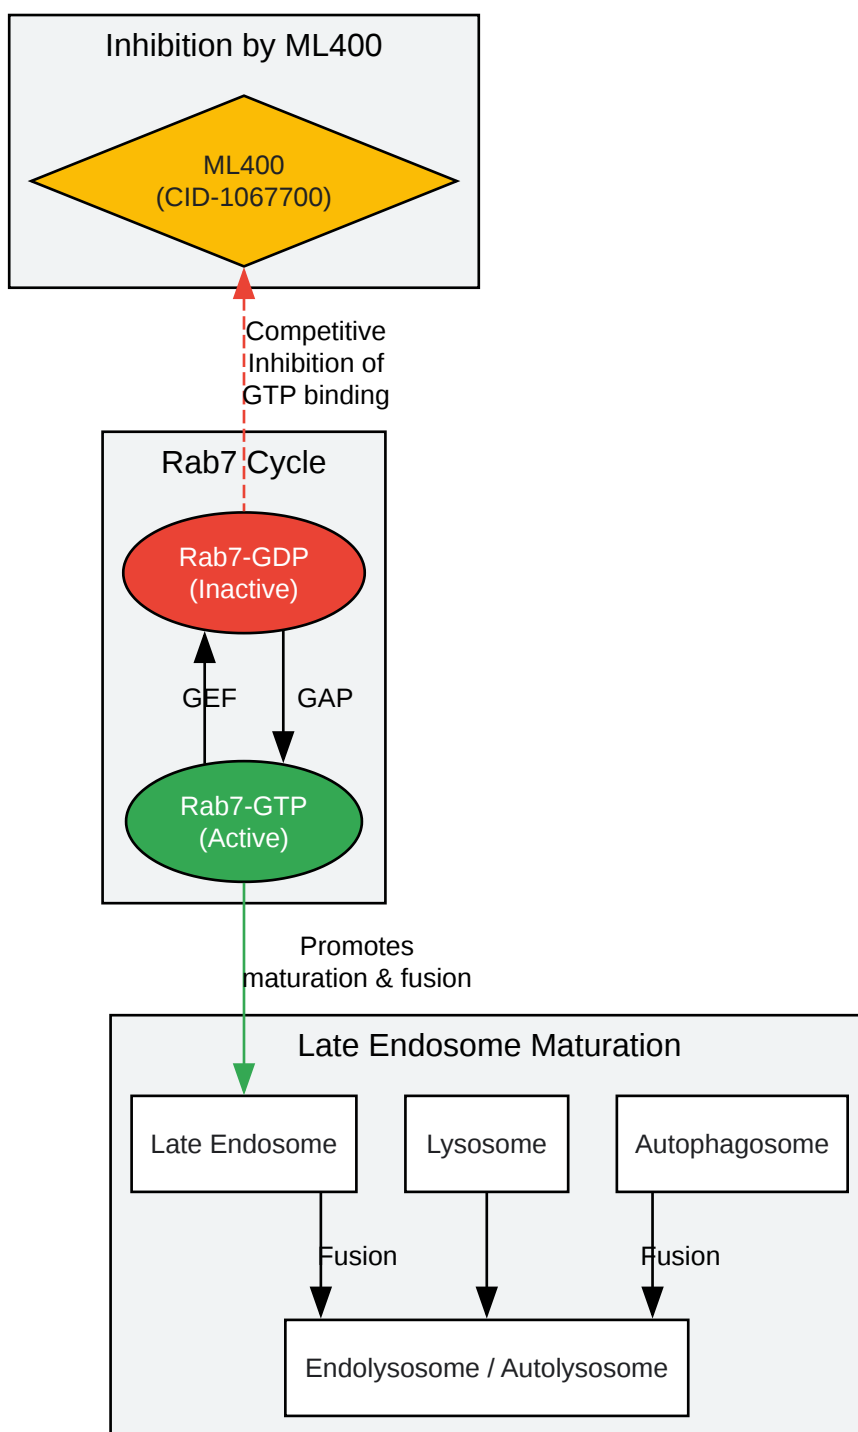 Inhibition by ML400
ML400
(CID-1067700)
Competitive
Inhibition of
GTP binding
Rab7 Cycle
Rab7-GDP
(Inactive)
GEF
GAP
Rab7-GTP
(Active)
Promotes
maturation & fusion
Late Endosome Maturation
Late Endosome
Lysosome
Autophagosome
Fusion
Fusion
Endolysosome / Autolysosome